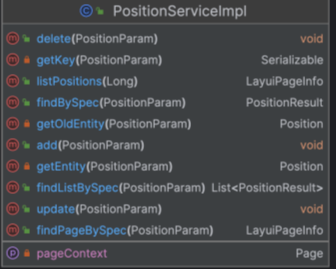 © PositionServiceImpl
m delete(PositionParam) void
m getKey(PositionParam) Serializable
m listPositions(Long) LayuiPageInfo
m findBySpec(PositionParam) PositionResult
m getOldEntity(PositionParam) Position
m add(PositionParam) void
m getEntity(PositionParam) Position
m findListBySpec(PositionParam) List<PositionResult>
m update(PositionParam) void
m findPageBySpec(PositionParam) LayuiPageInfo
p pageContext Page